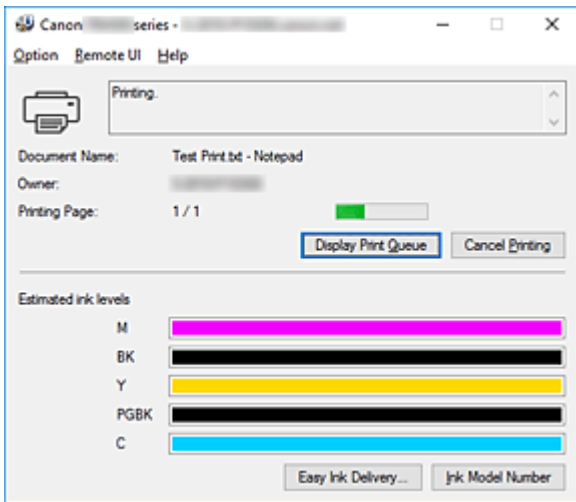 Canon series -
Option Remote UI Help
Printing.
Document Name: Test Print.txt - Notepad
Owner:
Printing Page: 1 / 1
Display Print Queue Cancel Printing
Estimated ink levels
M
BK
Y
PGBK
C
Easy Ink Delivery... Ink Model Number